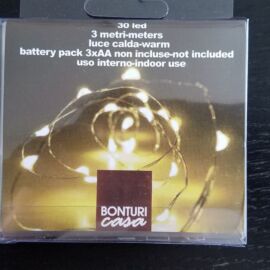 30 led
3 metri-meters
luce calda-warm
battery pack 3xAA non incluse-not included
uso interno-indoor use
BONTURI
casa